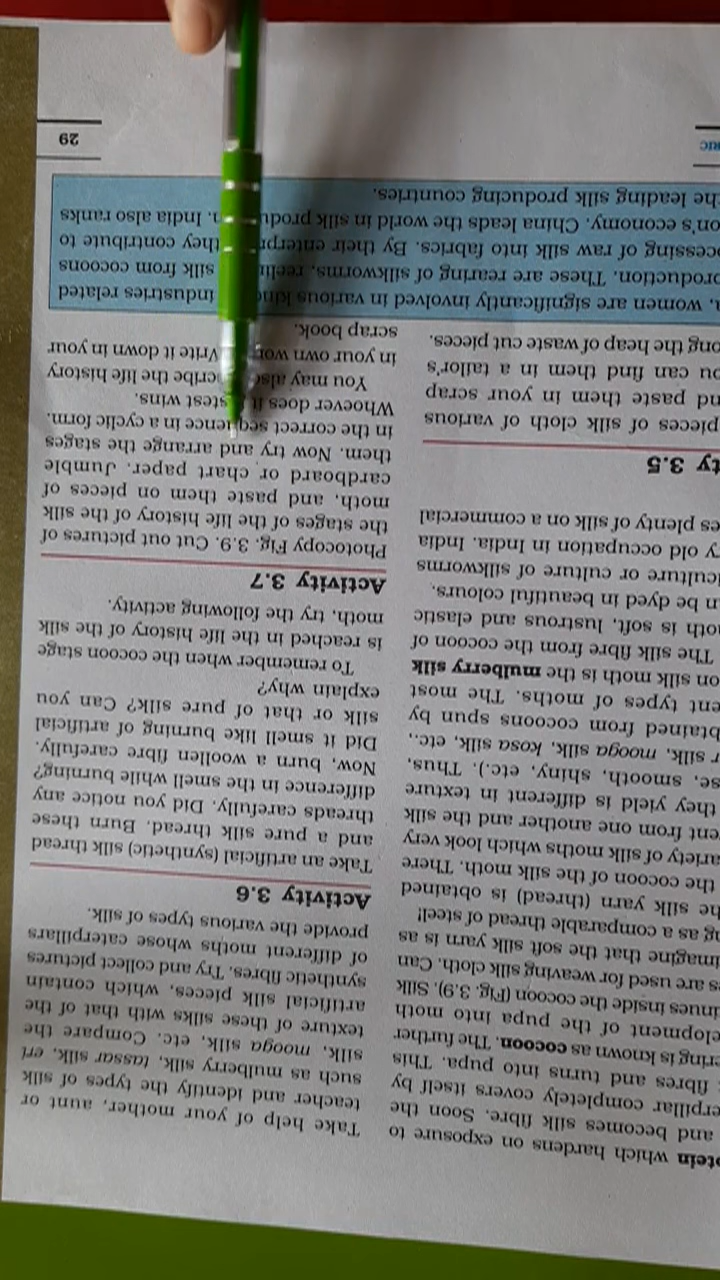 otein which hardens on exposure to
and becomes silk fibre. Soon the
erpillar completely covers itself by
fibres and turns into pupa. This
ering is known as cocoon. The further
elopment of the pupa into moth
inues inside the cocoon (Fig. 3.9). Silk
es are used for weaving silk cloth. Can
imagine that the soft silk yarn is as
ng as a comparable thread of steel!
he silk yarn (thread) is obtained
the cocoon of the silk moth. There
variety of silk moths which look very
rent from one another and the silk
they yield is different in texture
se, smooth, shiny, etc.). Thus,
r silk, mooga silk, kosa silk, etc.,
btained from cocoons spun by
ent types of moths. The most
on silk moth is the mulberry silk
The silk fibre from the cocoon of
oth is soft, lustrous and elastic
n be dyed in beautiful colours.
iculture or culture of silkworms
ry old occupation in India. India
es plenty of silk on a commercial
ty 3.5
pieces of silk cloth of various
nd paste them in your scrap
ou can find them in a tailor's
ong the heap of waste cut pieces.
Take help of your mother, aunt or
teacher and identify the types of silk
such as mulberry silk, tassar silk, eri
silk, mooga silk, etc. Compare the
texture of these silks with that of the
artificial silk pieces, which contain
synthetic fibres. Try and collect pictures
of different moths whose caterpillars
provide the various types of silk.
Activity 3.6
Take an artificial (synthetic) silk thread
and a pure silk thread. Burn these
threads carefully. Did you notice any
difference in the smell while burning?
Now, burn a woollen fibre carefully.
Did it smell like burning of artificial
silk or that of pure silk? Can you
explain why?
To remember when the cocoon stage
is reached in the life history of the silk
moth, try the following activity.
Activity 3.7
Photocopy Fig. 3.9. Cut out pictures of
the stages of the life history of the silk
moth, and paste them on pieces of
cardboard or chart paper. Jumble
them. Now try and arrange the stages
in the correct sequence in a cyclic form.
Whoever does it stest wins.
You may also cribe the life history
in your own wor Write it down in your
scrap book.
, women are significantly involved in various kin industries related
production. These are rearing of silkworms, reeli silk from cocoons
ocessing of raw silk into fabrics. By their enterpr they contribute to
on's economy. China leads the world in silk produ n. India also ranks
he leading silk producing countries.
RIC
29